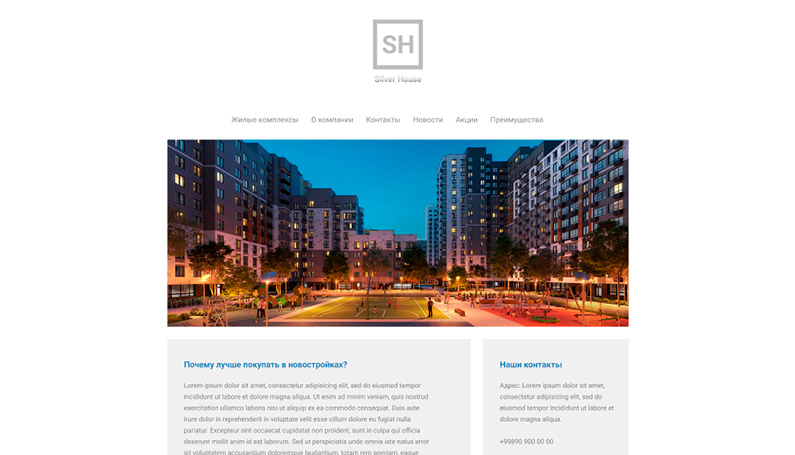 SH
Silver House
Жилые комплексы О компании Контакты Новости Акции Преимущества
Почему лучше покупать в новостройках?
Lorem ipsum dolor sit amet, consectetur adipisicing elit, sed do eiusmod tempor
incididunt ut labore et dolore magna aliqua. Ut enim ad minim veniam, quis nostrud
exercitation ullamco laboris nisi ut aliquip ex ea commodo consequat. Duis aute
irure dolor in reprehenderit in voluptate velit esse cillum dolore eu fugiat nulla
pariatur. Excepteur sint occaecat cupidatat non proident, sunt in culpa qui officia
deserunt mollit anim id est laborum. Sed ut perspiciatis unde omnis iste natus error
sit voluptatem accusantium doloremque laudantium, totam rem aperiam, eaque
Наши контакты
Адрес: Lorem ipsum dolor sit amet,
consectetur adipisicing elit, sed do
eiusmod tempor incididunt ut labore et
dolore magna aliqua.
+99890 900 00 00